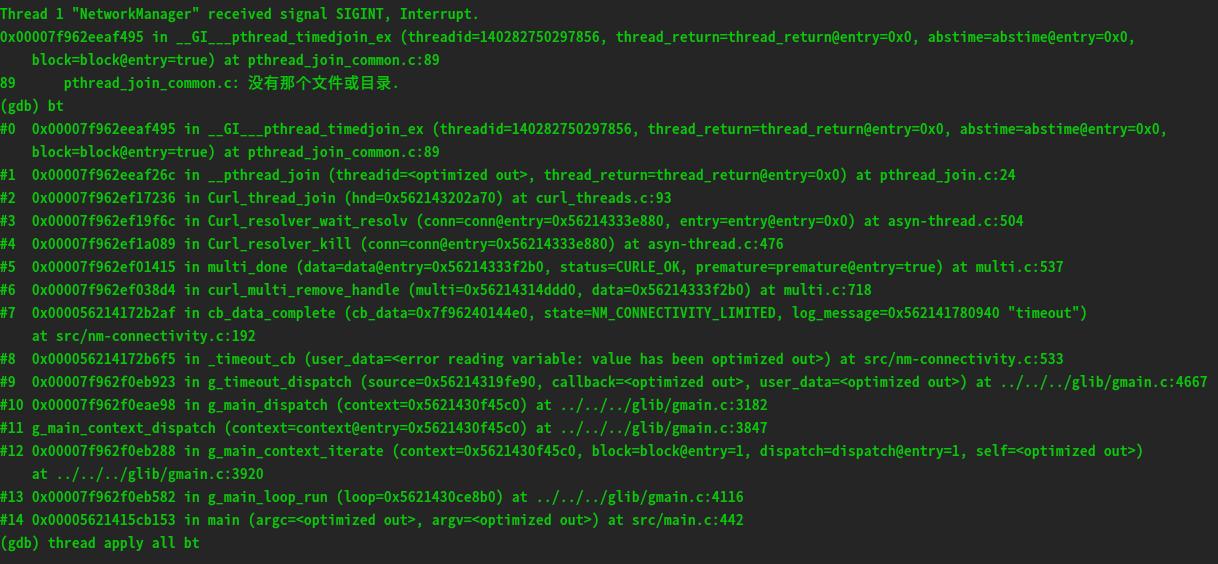 Thread 1 "NetworkManager" received signal SIGINT, Interrupt.
0x00007f962eeaf495 in __GI___pthread_timedjoin_ex (threadid=140282750297856, thread_return=thread_return@entry=0x0, abstime=abstime@entry=0x0,
    block=block@entry=true) at pthread_join_common.c:89
89      pthread_join_common.c: 没有那个文件或目录.
(gdb) bt
#0  0x00007f962eeaf495 in __GI___pthread_timedjoin_ex (threadid=140282750297856, thread_return=thread_return@entry=0x0, abstime=abstime@entry=0x0,
    block=block@entry=true) at pthread_join_common.c:89
#1  0x00007f962eeaf26c in __pthread_join (threadid=<optimized out>, thread_return=thread_return@entry=0x0) at pthread_join.c:24
#2  0x00007f962ef17236 in Curl_thread_join (hnd=0x562143202a70) at curl_threads.c:93
#3  0x00007f962ef19f6c in Curl_resolver_wait_resolv (conn=conn@entry=0x56214333e880, entry=entry@entry=0x0) at asyn-thread.c:504
#4  0x00007f962ef1a089 in Curl_resolver_kill (conn=conn@entry=0x56214333e880) at asyn-thread.c:476
#5  0x00007f962ef01415 in multi_done (data=data@entry=0x56214333f2b0, status=CURLE_OK, premature=premature@entry=true) at multi.c:537
#6  0x00007f962ef038d4 in curl_multi_remove_handle (multi=0x56214314ddd0, data=0x56214333f2b0) at multi.c:718
#7  0x000056214172b2af in cb_data_complete (cb_data=0x7f96240144e0, state=NM_CONNECTIVITY_LIMITED, log_message=0x562141780940 "timeout")
    at src/nm-connectivity.c:192
#8  0x000056214172b6f5 in _timeout_cb (user_data=<error reading variable: value has been optimized out>) at src/nm-connectivity.c:533
#9  0x00007f962f0eb923 in g_timeout_dispatch (source=0x56214319fe90, callback=<optimized out>, user_data=<optimized out>) at ../../../glib/gmain.c:4667
#10 0x00007f962f0eae98 in g_main_dispatch (context=0x5621430f45c0) at ../../../glib/gmain.c:3182
#11 g_main_context_dispatch (context=context@entry=0x5621430f45c0) at ../../../glib/gmain.c:3847
#12 0x00007f962f0eb288 in g_main_context_iterate (context=0x5621430f45c0, block=block@entry=1, dispatch=dispatch@entry=1, self=<optimized out>)
    at ../../../glib/gmain.c:3920
#13 0x00007f962f0eb582 in g_main_loop_run (loop=0x5621430ce8b0) at ../../../glib/gmain.c:4116
#14 0x00005621415cb153 in main (argc=<optimized out>, argv=<optimized out>) at src/main.c:442
(gdb) thread apply all bt